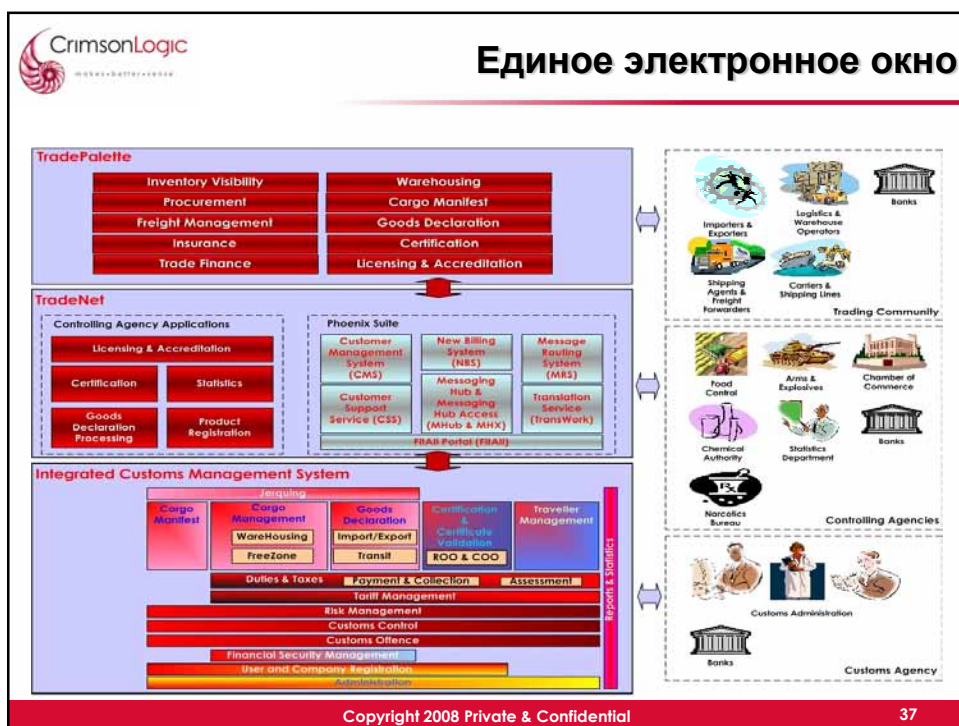 CrimsonLogic
makes•better•sense
Единое электронное окно
TradePalette
Inventory Visibility
Procurement
Freight Management
Insurance
Trade Finance
Warehousing
Cargo Manifest
Goods Declaration
Certification
Licensing & Accreditation
Importers &
Exporters
Logistics &
Warehouse
Operators
Banks
Shipping
Agents &
Freight
Forwarders
Carriers &
Shipping Lines
Trading Community
TradeNet
Controlling Agency Applications
Licensing & Accreditation
Certification
Statistics
Goods
Declaration
Processing
Product
Registration
Phoenix Suite
Customer
Management
System
(CMS)
New Billing
System
(NBS)
Message
Routing
System
(MRS)
Customer
Support
Service (CSS)
Messaging
Hub &
Messaging
Hub Access
(MHub & MHX)
Translation
Service
(TransWork)
FilAll Portal (FilAll)
Food
Control
Arms &
Explosives
Chamber of
Commerce
Chemical
Authority
Statistics
Department
Banks
Narcotics
Bureau
Controlling Agencies
Integrated Customs Management System
Jerquing
Cargo
Manifest
Cargo
Management
WareHousing
FreeZone
Goods
Declaration
Import/Export
Transit
Certification
&
Certificate
Validation
ROO & COO
Traveller
Management
Duties & Taxes
Payment & Collection
Assessment
Tariff Management
Risk Management
Customs Control
Customs Offence
Financial Security Management
User and Company Registration
Administration
Reports & Statistics
Customs Administration
Banks
Customs Agency
Copyright 2008 Private & Confidential
37